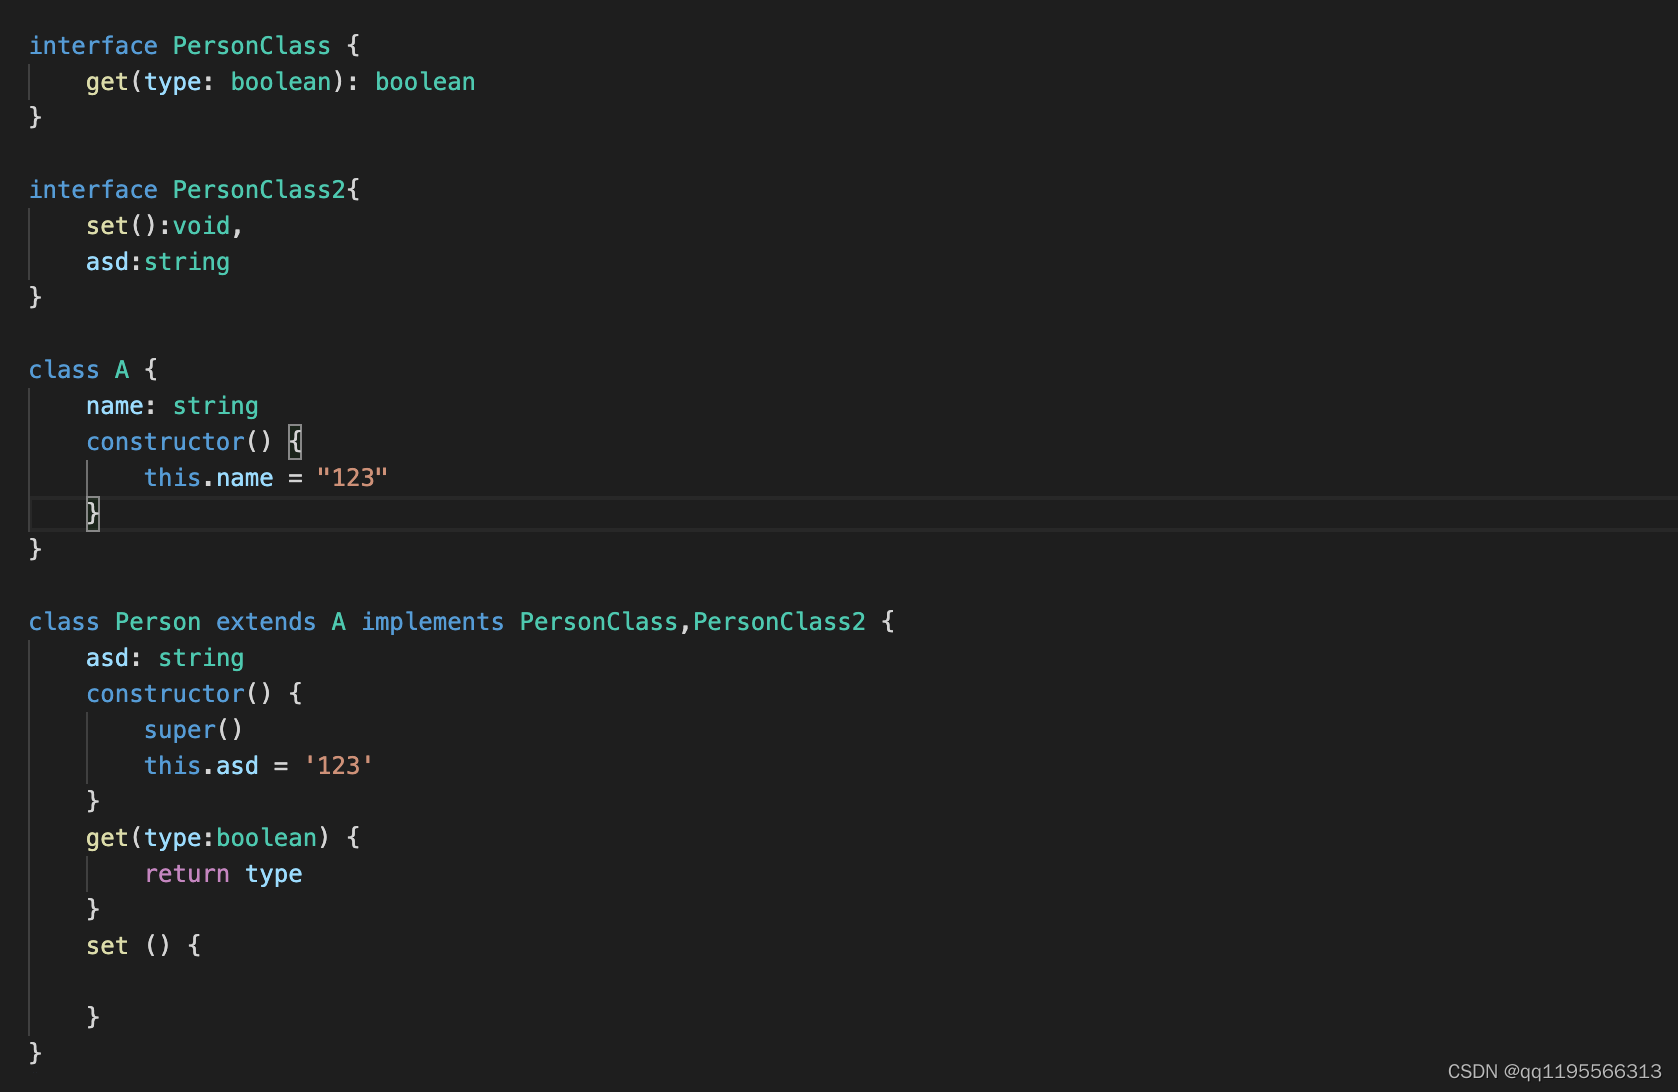 interface PersonClass {
    get(type: boolean): boolean
}
interface PersonClass2{
    set():void,
    asd:string
}
class A {
    name: string
    constructor() {
        this.name = "123"
    }
}
class Person extends A implements PersonClass,PersonClass2 {
    asd: string
    constructor() {
        super()
        this.asd = '123'
    }
    get(type:boolean) {
        return type
    }
    set () {
    }
}
CSDN @qq1195566313